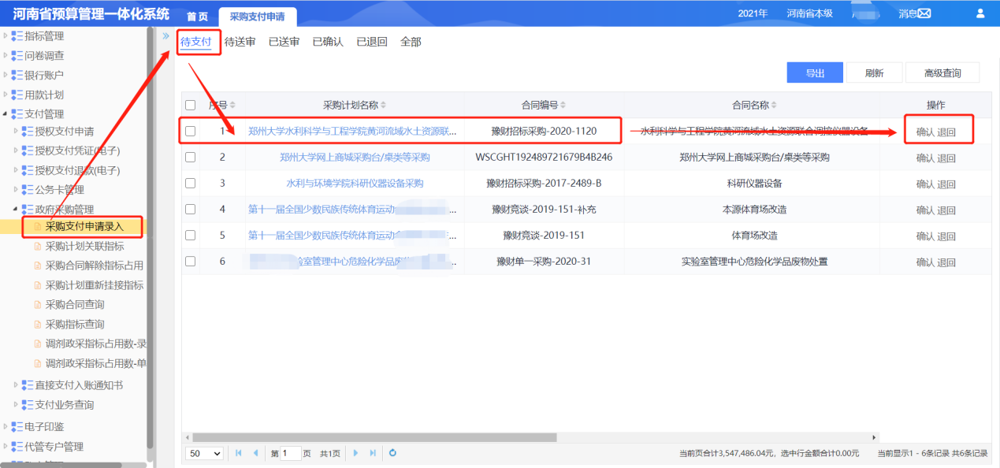 河南省预算管理一体化系统 首页 采购支付申请 2021年 河南省本级 消息
指标管理
问卷调查
银行账户
用款计划
支付管理
授权支付申请
授权支付凭证(电子)
授权支付退款(电子)
公务卡管理
政府采购管理
采购支付申请录入
采购计划关联指标
采购合同解除指标占用
采购计划重新挂接指标
采购合同查询
采购指标查询
调剂政采指标占用数-录
调剂政采指标占用数-单
直接支付入账通知书
支付业务查询
电子印鉴
代管专户管理
待支付 待送审 已送审 已确认 已退回 全部
导出 刷新 高级查询
序号 采购计划名称 合同编号 合同名称 操作
1 郑州大学水利科学与工程学院黄河流域水土资源联... 豫财招标采购-2020-1120 水利科学与工程学院黄河流域水土资源联合调控仪器设备 确认 退回
2 郑州大学网上商城采购台/桌类等采购 WSCGHT192489721679B4B246 郑州大学网上商城采购台/桌类等采购 确认 退回
3 水利与环境学院科研仪器设备采购 豫财招标采购-2017-2489-B 科研仪器设备 确认 退回
4 第十一届全国少数民族传统体育运动 ... 豫财竞谈-2019-151-补充 本源体育场改造 确认 退回
5 第十一届全国少数民族传统体育运动 ... 豫财竞谈-2019-151 体育场改造 确认 退回
6 验室管理中心危险化学品废 ... 豫财单一采购-2020-31 实验室管理中心危险化学品废物处置 确认 退回
50 第 1 页 共1页 当前页合计3,547,486.04元，选中行金额合计0.00元 当前显示1 - 6条记录 共6条记录